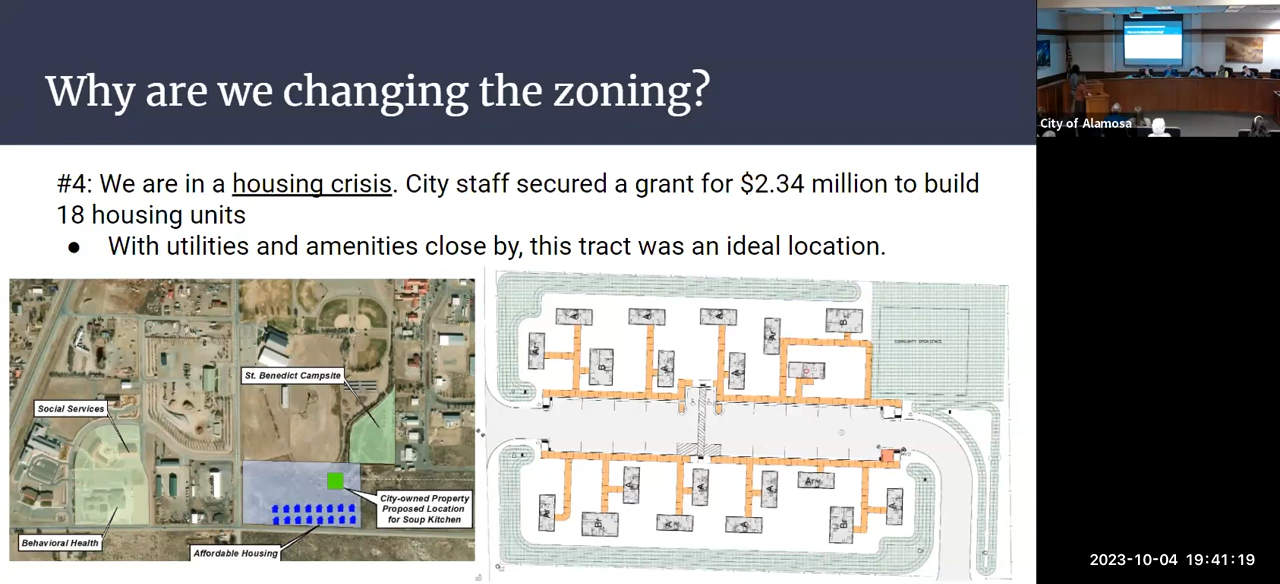 Why are we changing the zoning?
#4: We are in a housing crisis. City staff secured a grant for $2.34 million to build
18 housing units
● With utilities and amenities close by, this tract was an ideal location.
St. Benedict Campsite
Social Services
City-owned Property
Proposed Location
for Soup Kitchen
Behavioral Health
Affordable Housing
COMMUNITY OPEN SPACE
City of Alamosa
2023-10-04 19:41:19